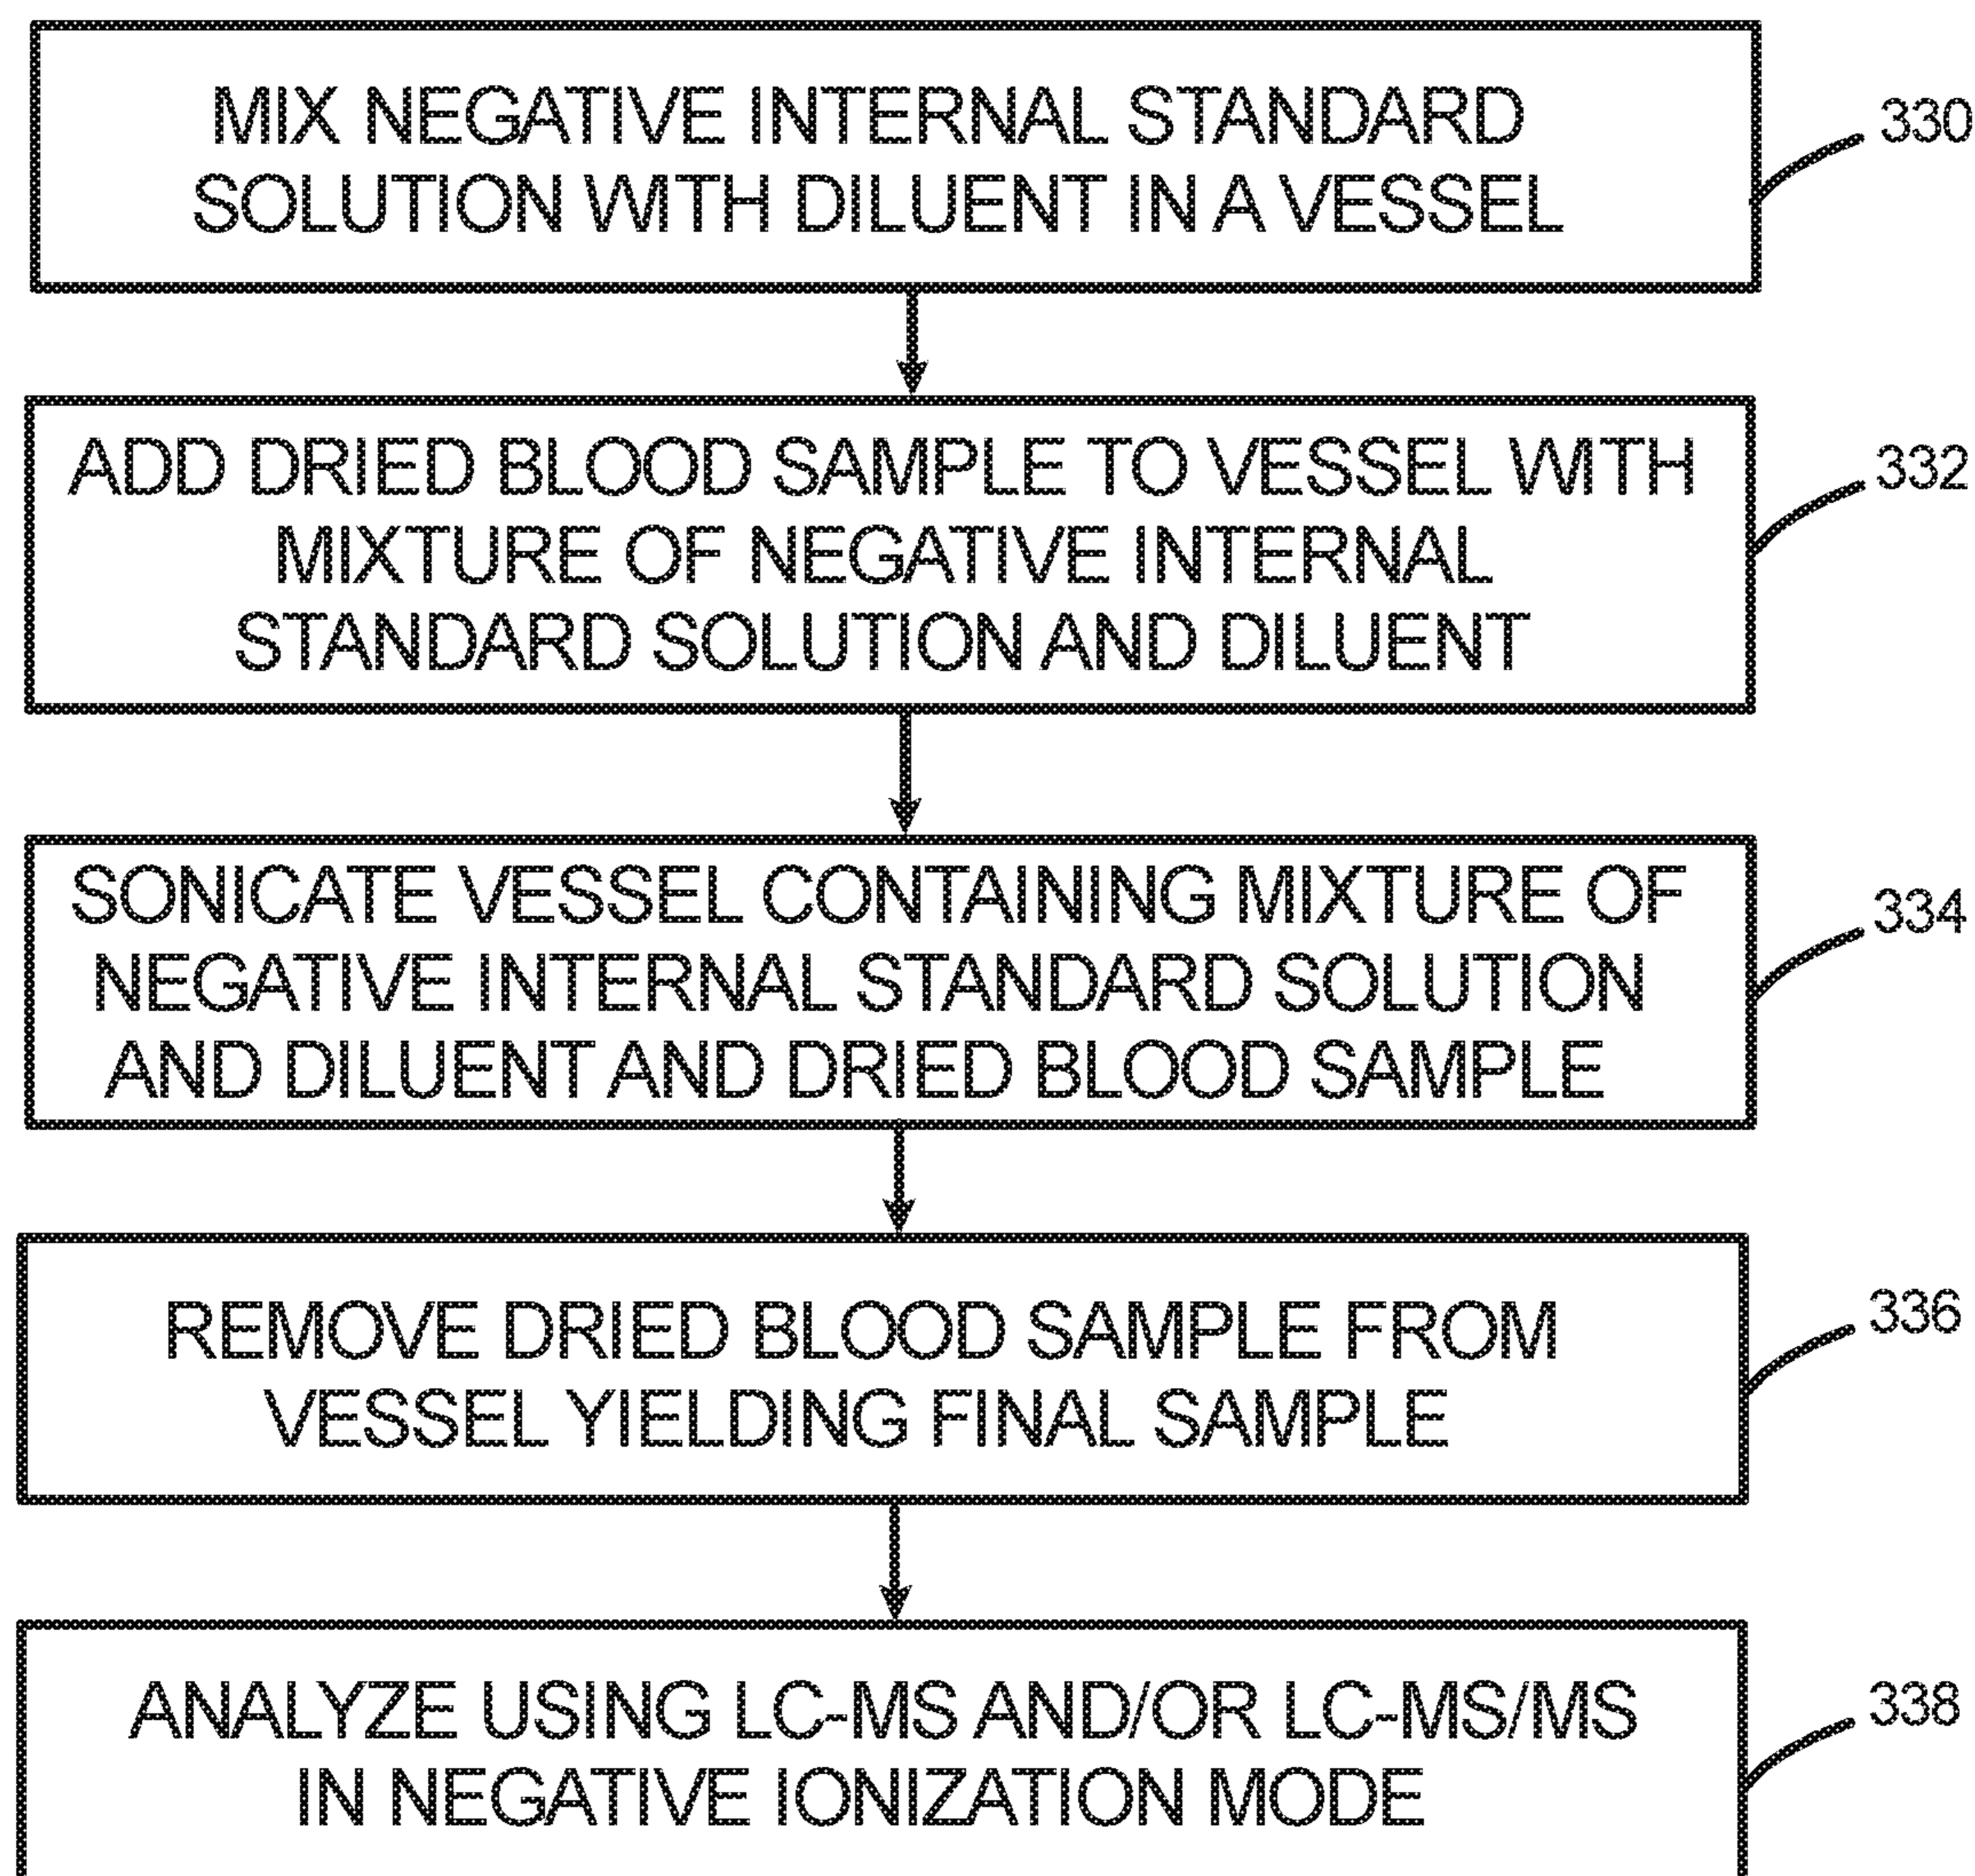 MIX NEGATIVE INTERNAL STANDARD
SOLUTION WITH DILUENT IN A VESSEL
330
ADD DRIED BLOOD SAMPLE TO VESSEL WITH
MIXTURE OF NEGATIVE INTERNAL
STANDARD SOLUTION AND DILUENT
332
SONICATE VESSEL CONTAINING MIXTURE OF
NEGATIVE INTERNAL STANDARD SOLUTION
AND DILUENT AND DRIED BLOOD SAMPLE
334
REMOVE DRIED BLOOD SAMPLE FROM
VESSEL YIELDING FINAL SAMPLE
336
ANALYZE USING LC-MS AND/OR LC-MS/MS
IN NEGATIVE IONIZATION MODE
338